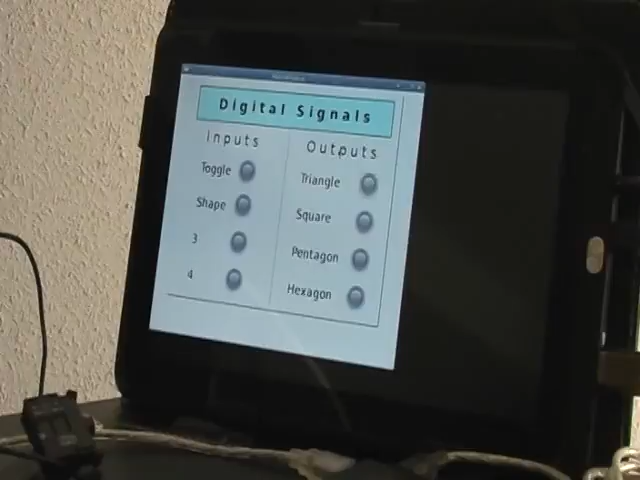 Digital Signals
Inputs
Outputs
Toggle
Triangle
Shape
Square
3
Pentagon
4
Hexagon